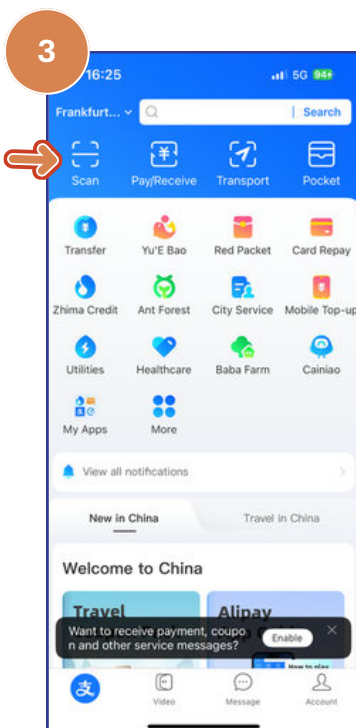 3
16:25
5G 94
Frankfurt...
Search
Scan Pay/Receive Transport Pocket
Transfer Yu'E Bao Red Packet Card Repay
Zhima Credit Ant Forest City Service Mobile Top-up
Utilities Healthcare Baba Farm Cainiao
My Apps More
View all notifications
New in China Travel in China
Welcome to China
Travel
Alipay
Want to receive payment, coupo
n and other service messages?
Enable
How to play
支
Video Message Account